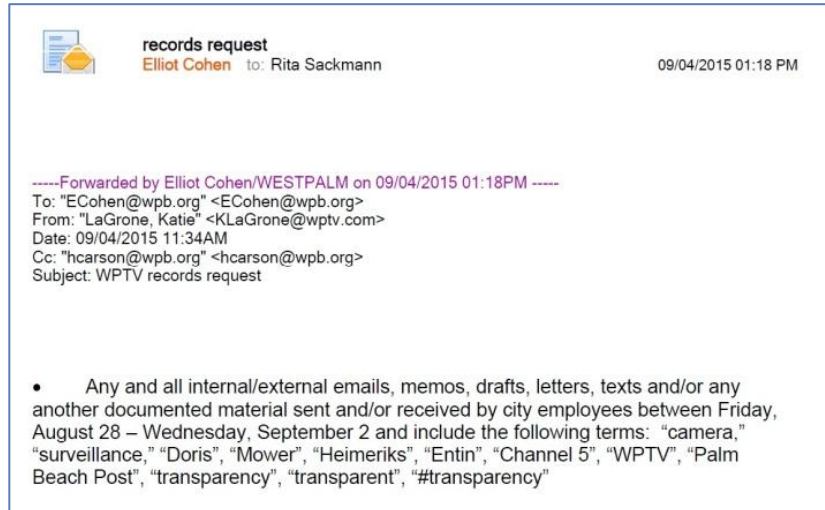 records request
Elliot Cohen to: Rita Sackmann 09/04/2015 01:18 PM
-----Forwarded by Elliot Cohen/WESTPALM on 09/04/2015 01:18PM -----
To: "ECohen@wpb.org" <ECohen@wpb.org>
From: "LaGrone, Katie" <KLaGrone@wptv.com>
Date: 09/04/2015 11:34AM
Cc: "hcarson@wpb.org" <hcarson@wpb.org>
Subject: WPTV records request
• Any and all internal/external emails, memos, drafts, letters, texts and/or any
another documented material sent and/or received by city employees between Friday,
August 28 – Wednesday, September 2 and include the following terms: “camera,”
“surveillance,” “Doris”, “Mower”, “Heimeriks”, “Entin”, “Channel 5”, “WPTV”, “Palm
Beach Post”, “transparency”, “transparent”, “#transparency”